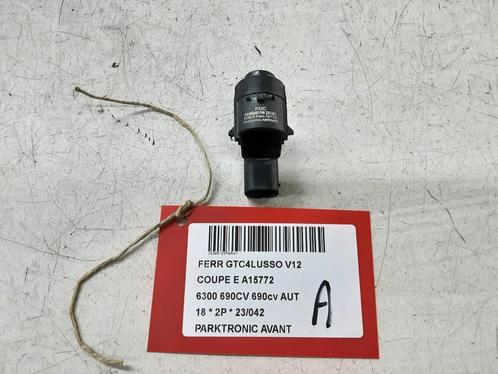 PDC
FERR GTC4LUSSO V12
COUPE E A15772
6300 690CV 690cv AUT
18 * 2P * 23/042
PARKTRONIC AVANT
A